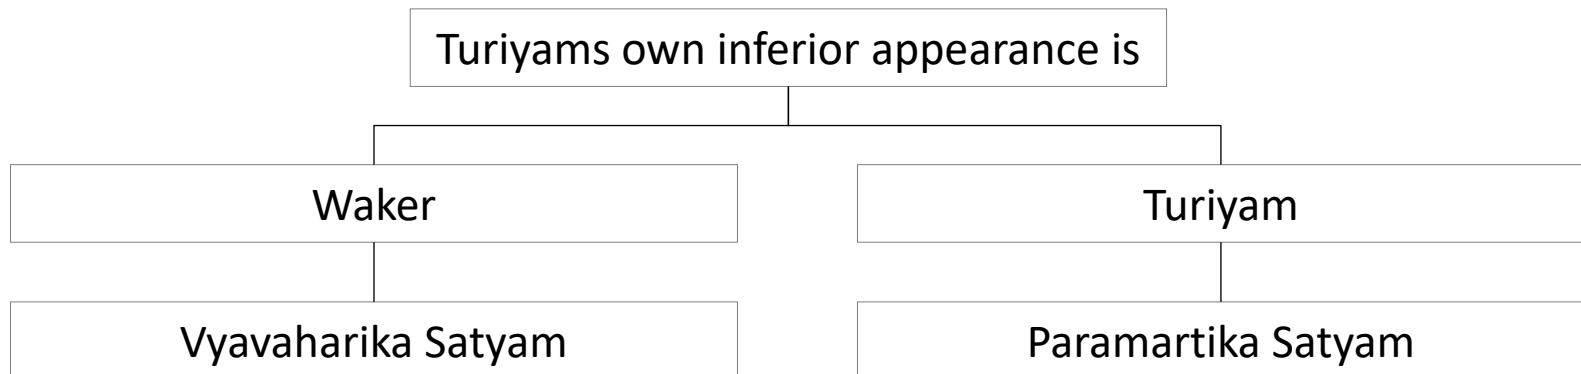 Turiyams own inferior appearance is
Waker
Turiyam
Vyavaharika Satyam
Paramartika Satyam